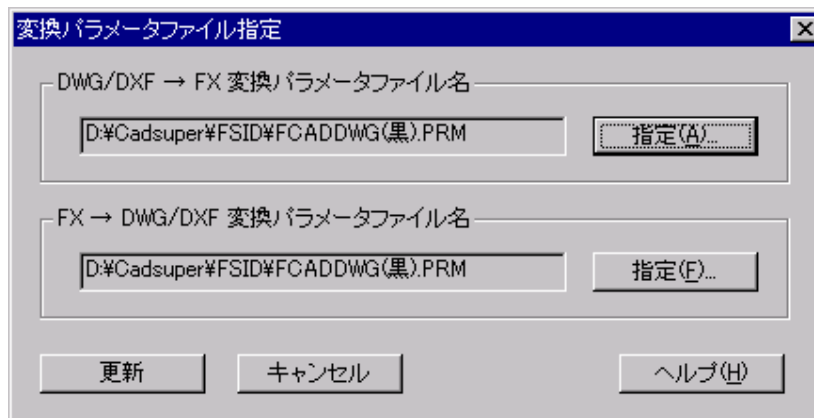 変換パラメータファイル指定
DWG/DXF → FX 変換パラメータファイル名
D:¥Cadsuper¥FSID¥FCADDWG(黒).PRM
指定(A)...
FX → DWG/DXF 変換パラメータファイル名
D:¥Cadsuper¥FSID¥FCADDWG(黒).PRM
指定(F)...
更新
キャンセル
ヘルプ(H)